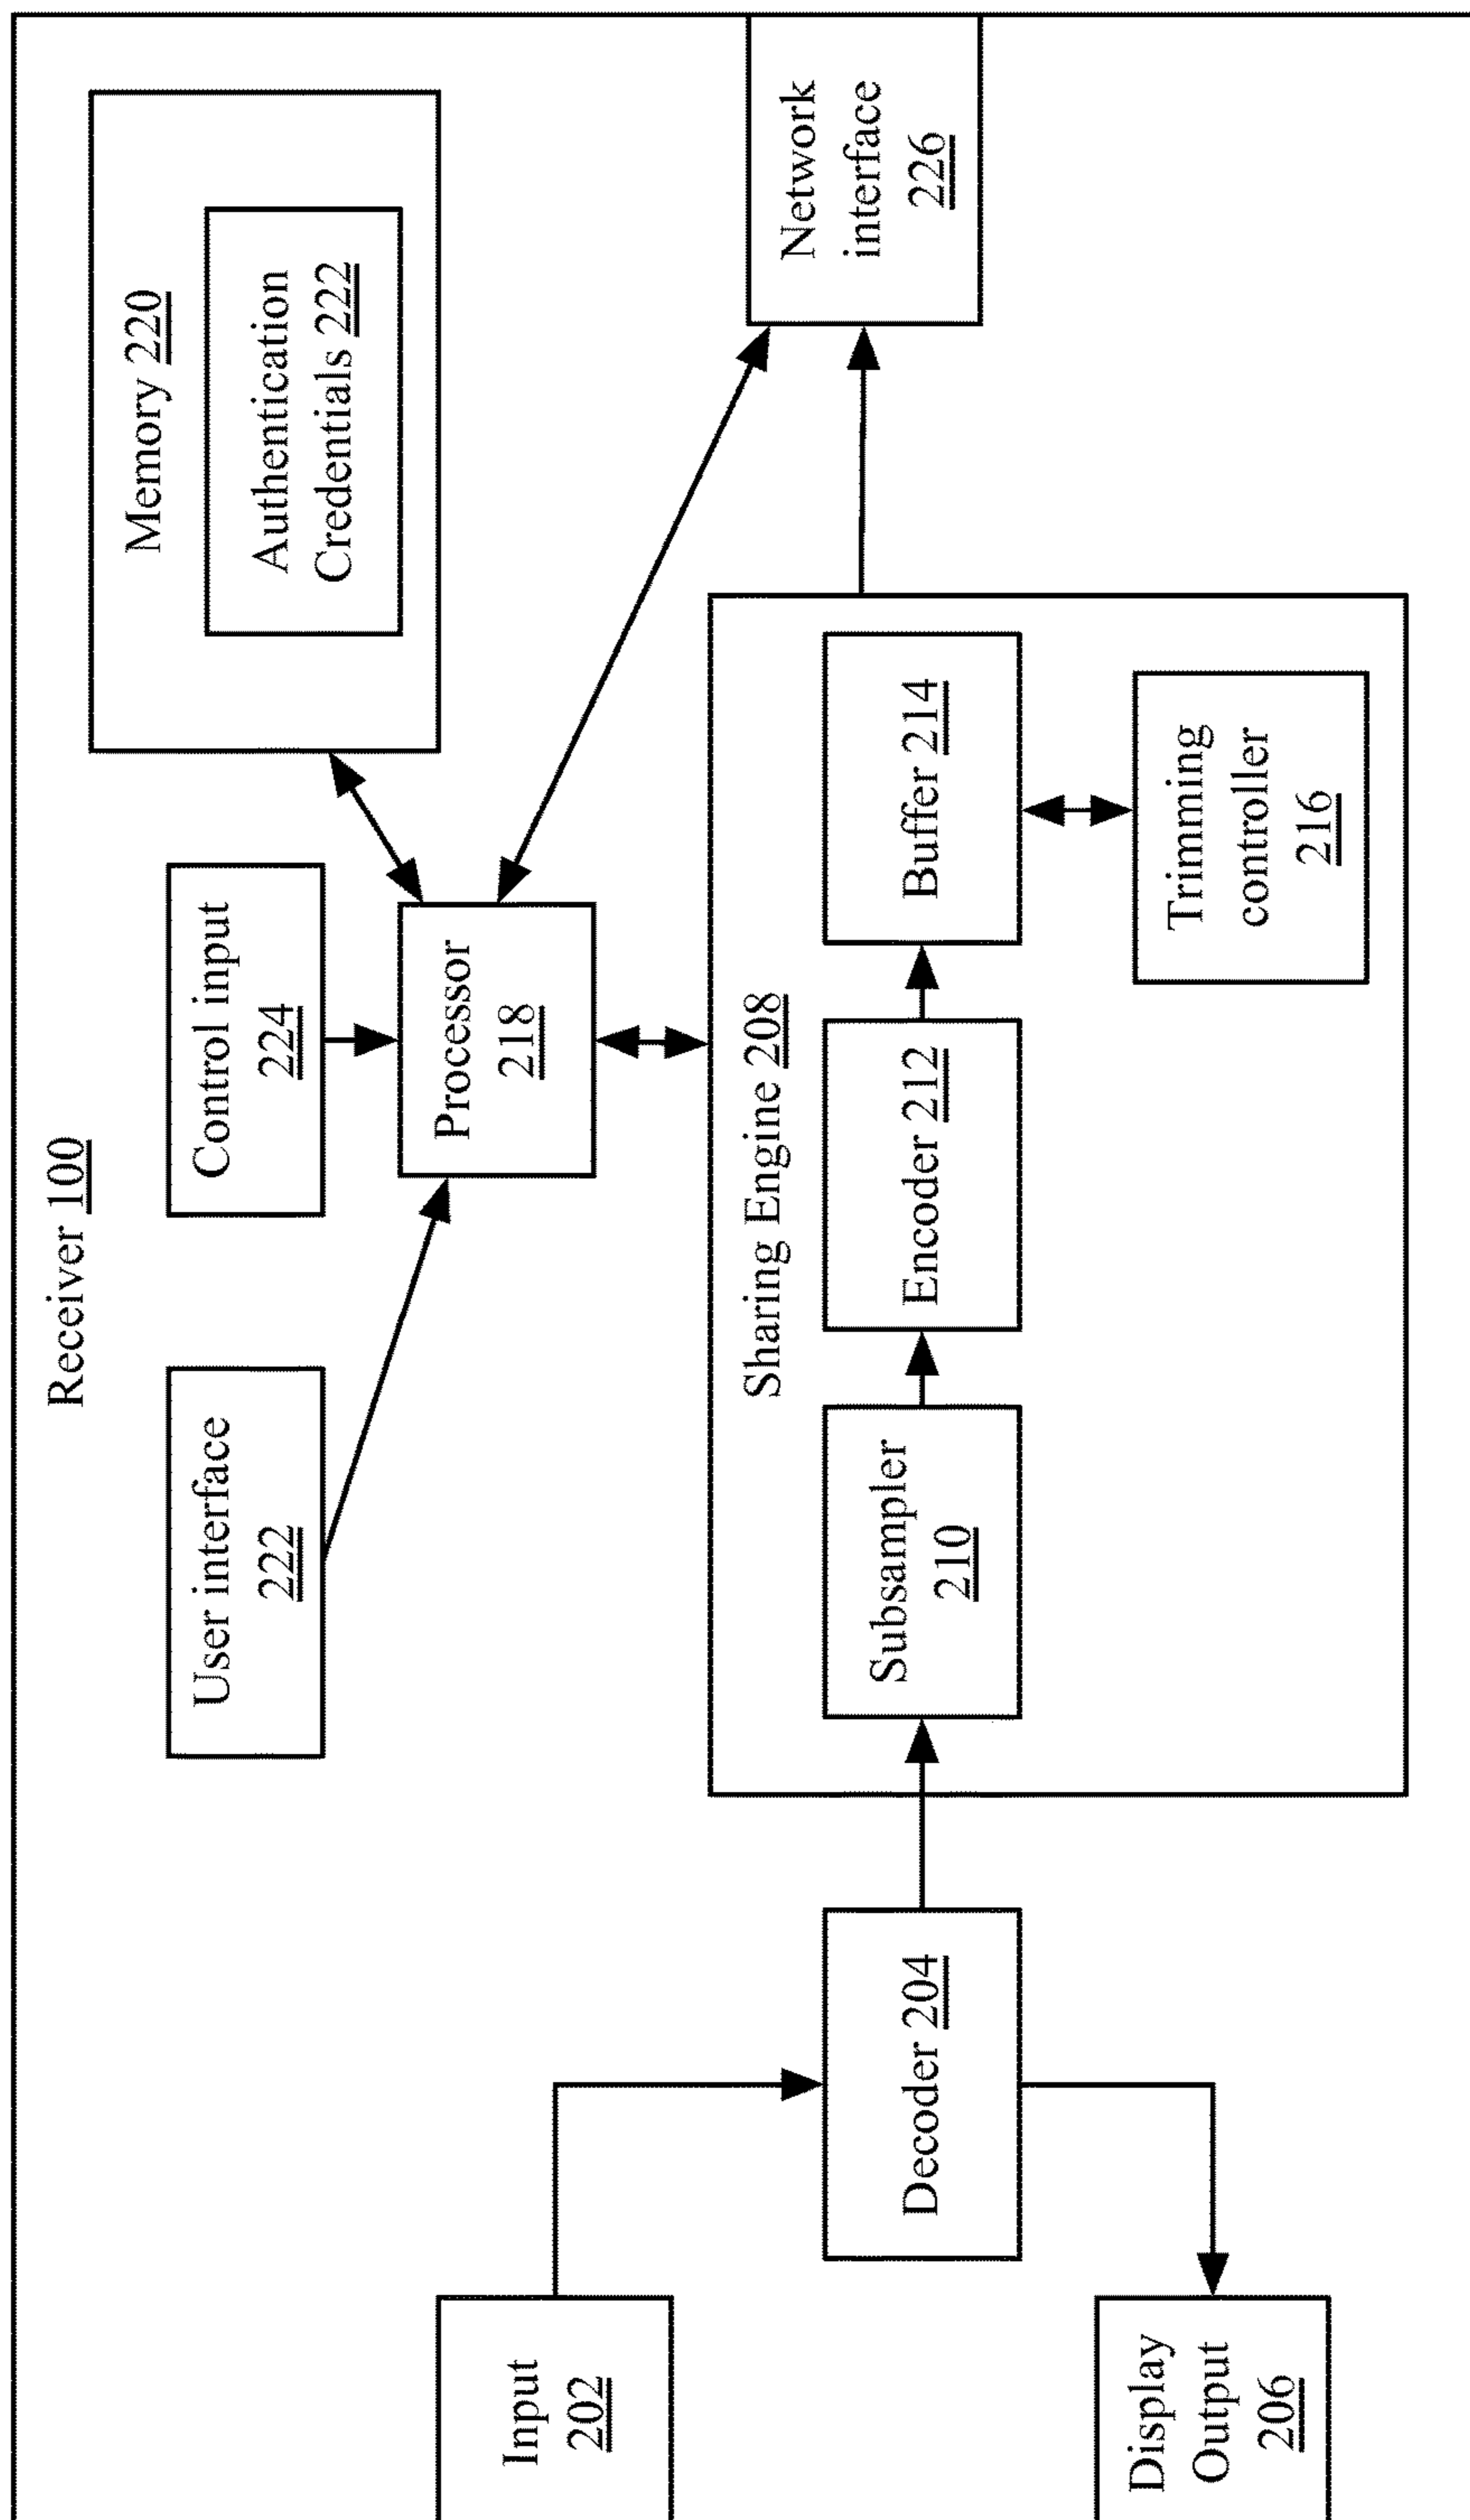 Receiver 100
User interface
222
Control input
224
Memory 220
Authentication
Credentials 222
Processor
218
Input
202
Decoder 204
Display
Output
206
Sharing Engine 208
Subsampler
210
Encoder 212
Buffer 214
Trimming
controller
216
Network
interface
226